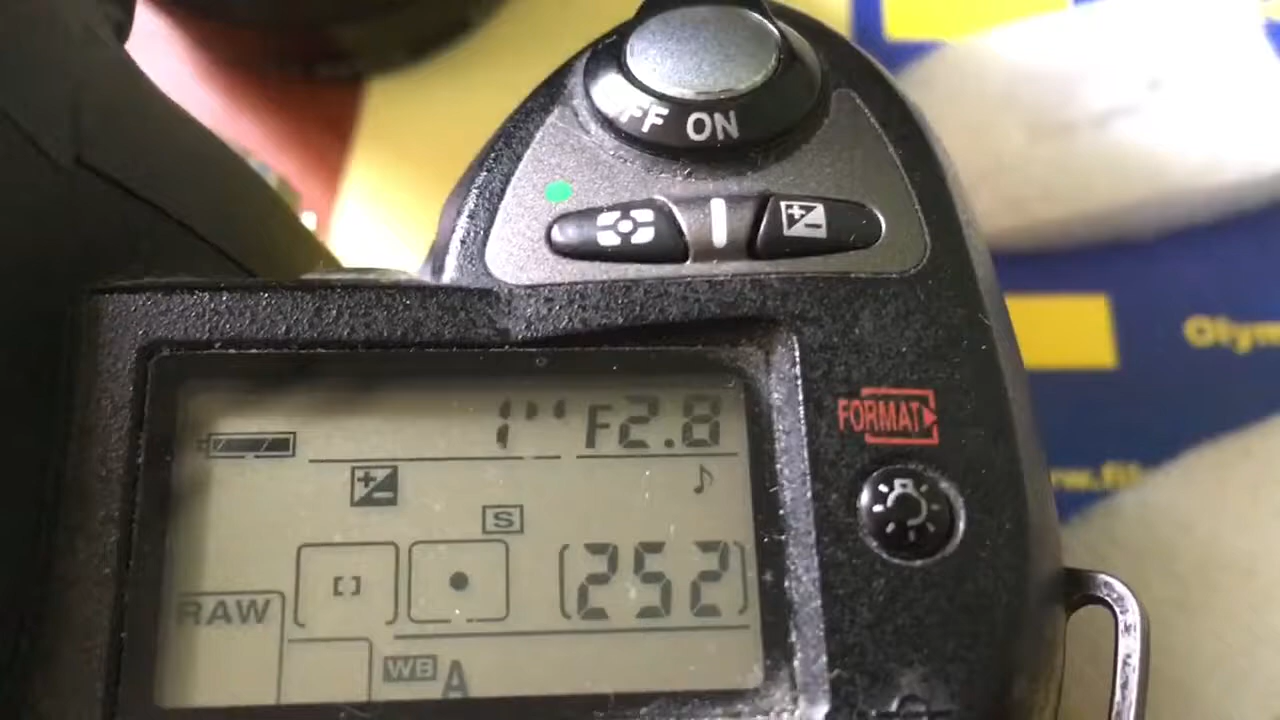 OFF ON
1" F2.8
FORMAT
S
[252]
RAW
WB A
Olym